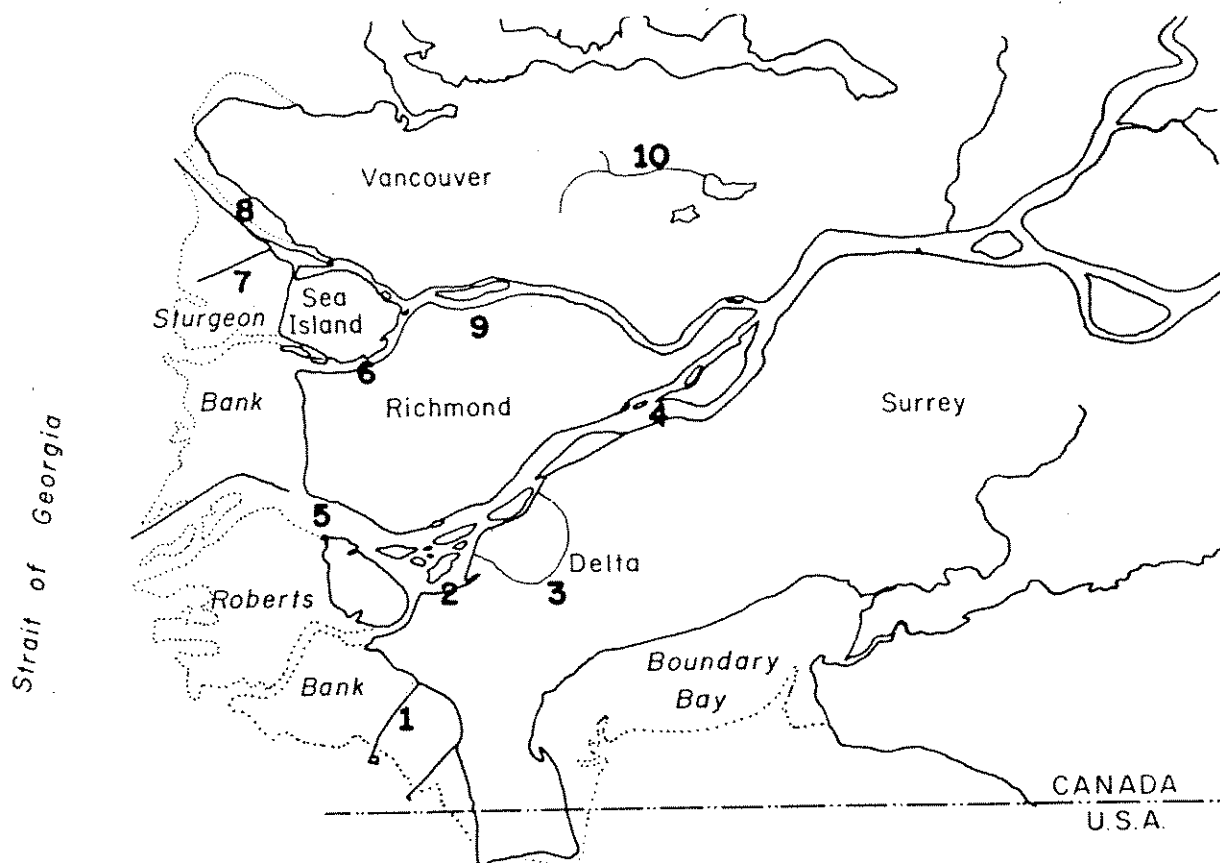 10
Vancouver
8
7
Sea
Island
Sturgeon
9
6
Bank
Richmond
4
Surrey
Strait of Georgia
5
Delta
2
3
Roberts
Boundary
Bay
Bank
1
CANADA
U.S.A.